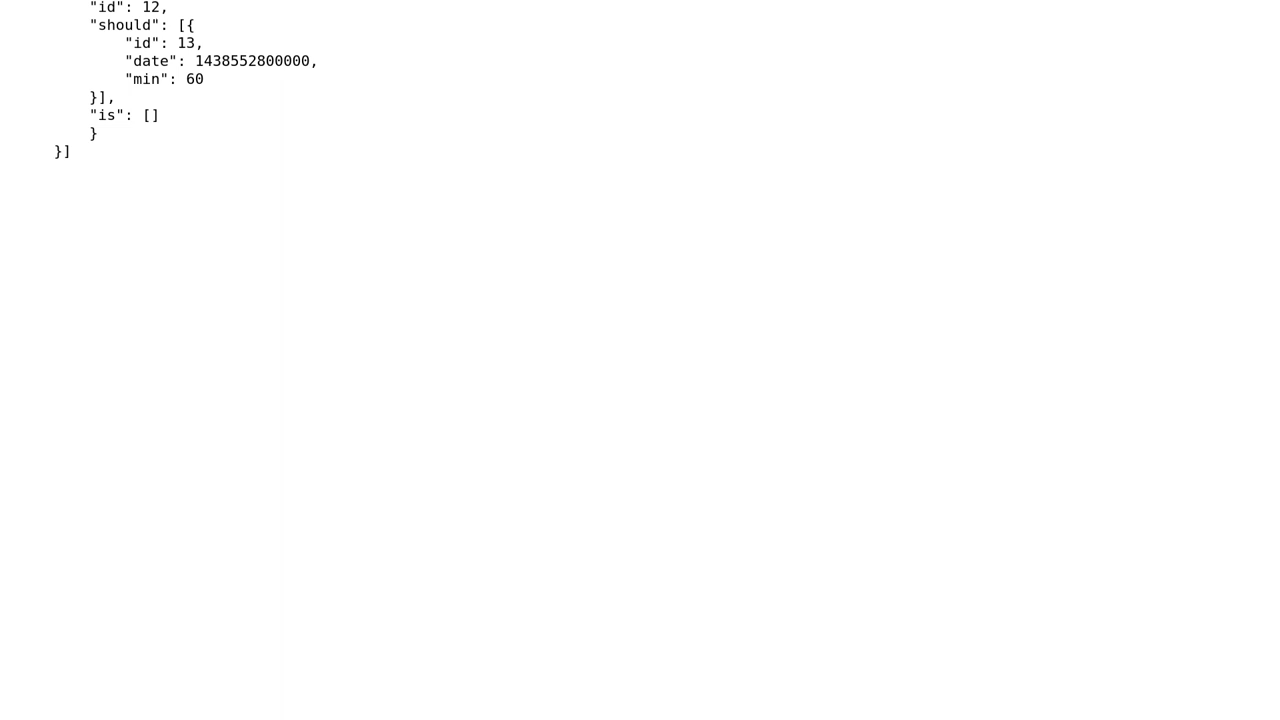 "id": 12,
"should": [{
"id": 13,
"date": 1438552800000,
"min": 60
}],
"is": []
}
}]